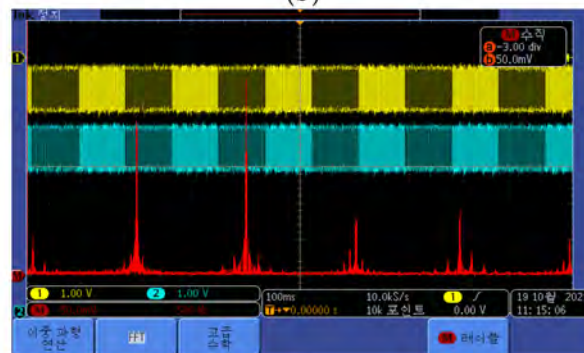 정지
M 수직
a -3.00 div
b 50.0mV
1
M
1 1.00 V 2 1.00 V
100ms 10.0kS/s 1
T 0.00000 s 10k 포인트 0.00 V
19 10월 202
11:15:06
2
이중 파형 연산
FFT
고급 수학
M 레이블